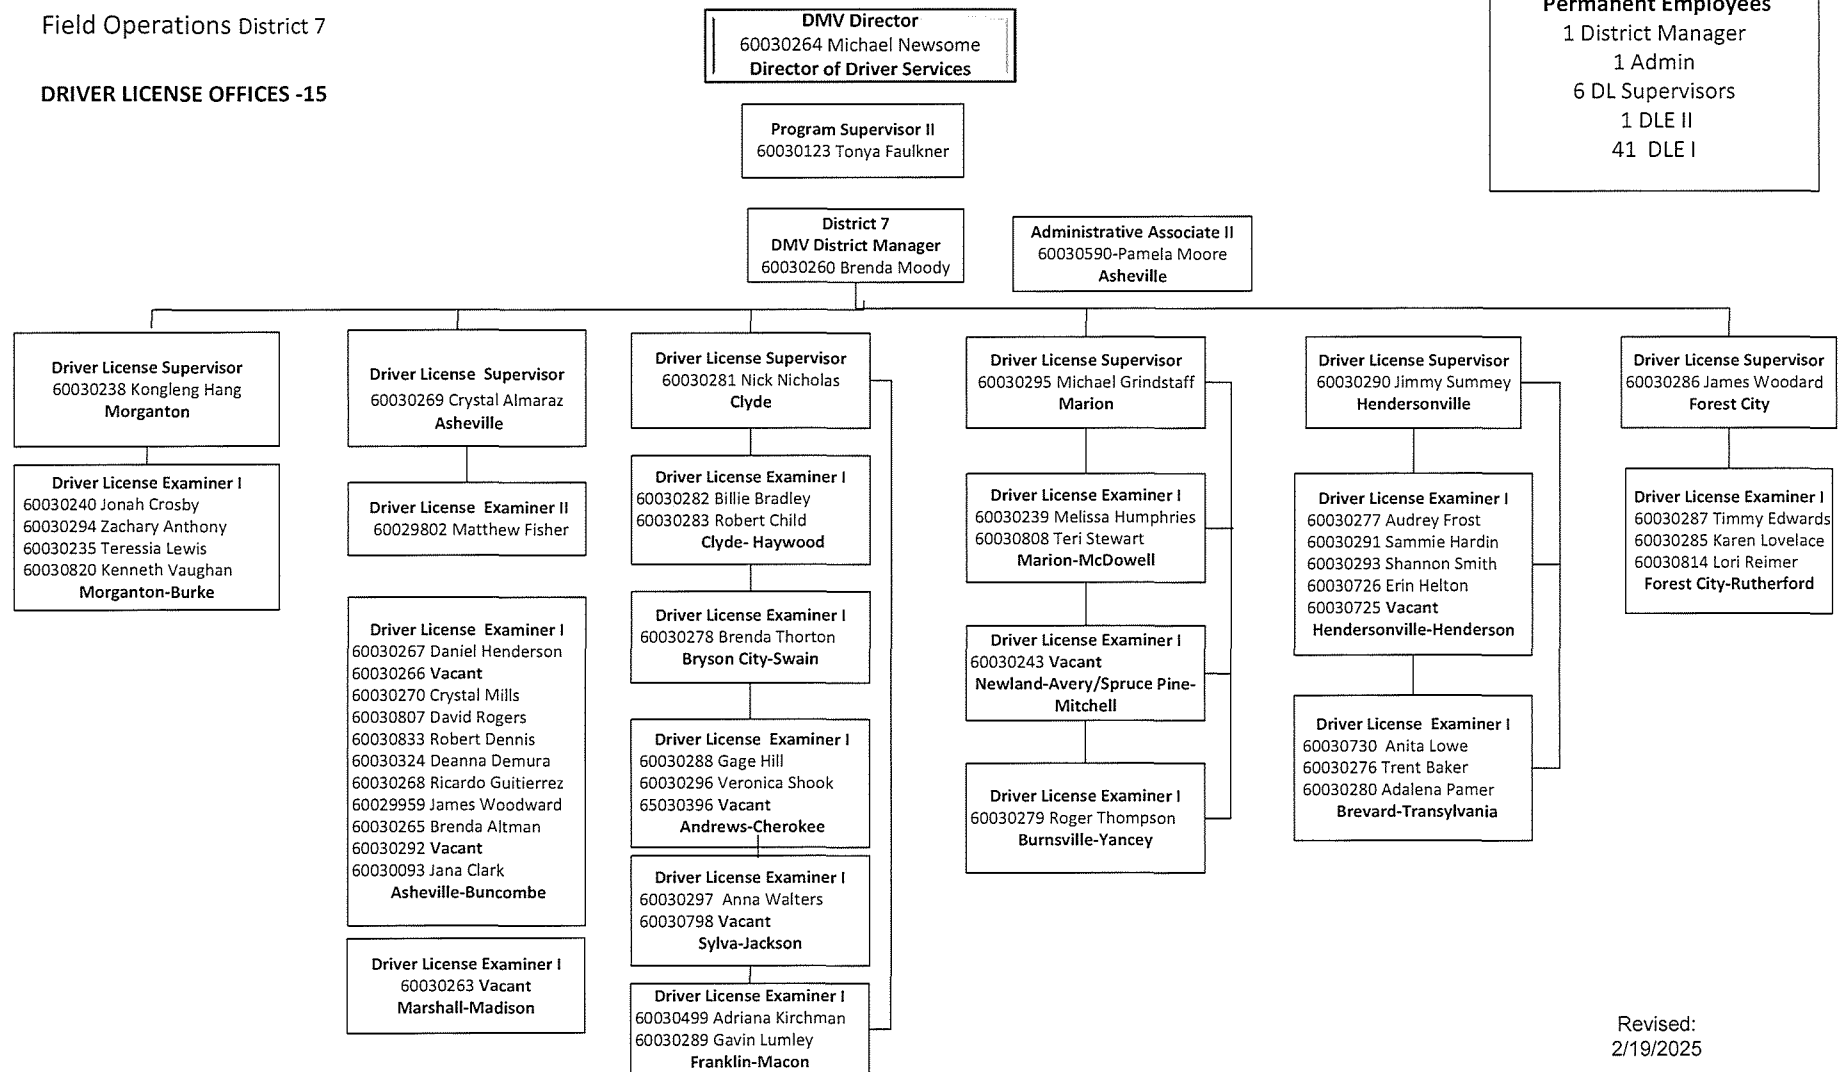 Field Operations District 7
DRIVER LICENSE OFFICES -15
DMV Director
60030264 Michael Newsome
Director of Driver Services
Permanent Employees
1 District Manager
1 Admin
6 DL Supervisors
1 DLE II
41 DLE I
Program Supervisor II
60030123 Tonya Faulkner
District 7
DMV District Manager
60030260 Brenda Moody
Administrative Associate II
60030590-Pamela Moore
Asheville
Driver License Supervisor
60030238 Kongleng Hang
Morganton
Driver License Examiner I
60030240 Jonah Crosby
60030294 Zachary Anthony
60030235 Teressia Lewis
60030820 Kenneth Vaughan
Morganton-Burke
Driver License Supervisor
60030269 Crystal Almaraz
Asheville
Driver License Examiner II
60029802 Matthew Fisher
Driver License Examiner I
60030267 Daniel Henderson
60030266 Vacant
60030270 Crystal Mills
60030807 David Rogers
60030833 Robert Dennis
60030324 Deanna Demura
60030268 Ricardo Guitierrez
60029959 James Woodward
60030265 Brenda Altman
60030292 Vacant
60030093 Jana Clark
Asheville-Buncombe
Driver License Examiner I
60030263 Vacant
Marshall-Madison
Driver License Supervisor
60030281 Nick Nicholas
Clyde
Driver License Examiner I
60030282 Billie Bradley
60030283 Robert Child
Clyde- Haywood
Driver License Examiner I
60030278 Brenda Thorton
Bryson City-Swain
Driver License Examiner I
60030288 Gage Hill
60030296 Veronica Shook
65030396 Vacant
Andrews-Cherokee
Driver License Examiner I
60030297 Anna Walters
60030798 Vacant
Sylva-Jackson
Driver License Examiner I
60030499 Adriana Kirchman
60030289 Gavin Lumley
Franklin-Macon
Driver License Supervisor
60030295 Michael Grindstaff
Marion
Driver License Examiner I
60030239 Melissa Humphries
60030808 Teri Stewart
Marion-McDowell
Driver License Examiner I
60030243 Vacant
Newland-Avery/Spruce Pine-
Mitchell
Driver License Examiner I
60030279 Roger Thompson
Burnsville-Yancey
Driver License Supervisor
60030290 Jimmy Summey
Hendersonville
Driver License Examiner I
60030277 Audrey Frost
60030291 Sammie Hardin
60030293 Shannon Smith
60030726 Erin Helton
60030725 Vacant
Hendersonville-Henderson
Driver License Examiner I
60030730 Anita Lowe
60030276 Trent Baker
60030280 Adalena Pamer
Brevard-Transylvania
Driver License Supervisor
60030286 James Woodard
Forest City
Driver License Examiner I
60030287 Timmy Edwards
60030285 Karen Lovelace
60030814 Lori Reimer
Forest City-Rutherford
Revised:
2/19/2025